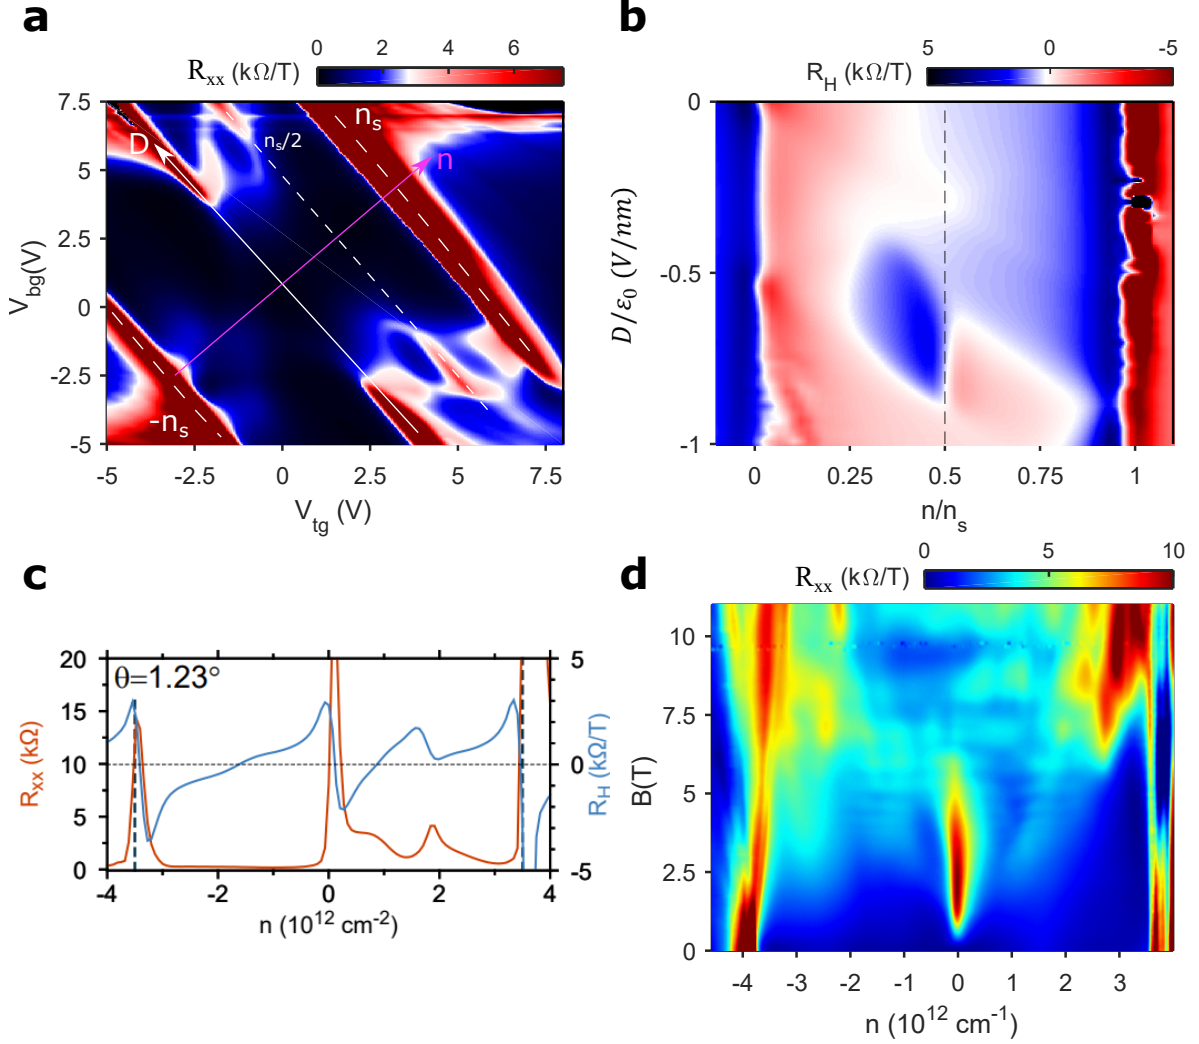 a
R_xx (kΩ/T)
0 2 4 6
7.5
5
2.5
0
-2.5
-5
V_bg(V)
D
n_s/2
n_s
n
-n_s
-5 -2.5 0 2.5 5 7.5
V_tg (V)
b
R_H (kΩ/T)
5 0 -5
0
-0.5
-1
D/ε_0 (V/nm)
0 0.25 0.5 0.75 1
n/n_s
c
θ=1.23°
20
15
10
5
0
R_xx (kΩ)
5
0
-5
R_H (kΩ/T)
-4 -2 0 2 4
n (10^12 cm^-2)
d
R_xx (kΩ/T)
0 5 10
10
7.5
5
2.5
0
B(T)
-4 -3 -2 -1 0 1 2 3
n (10^12 cm^-1)